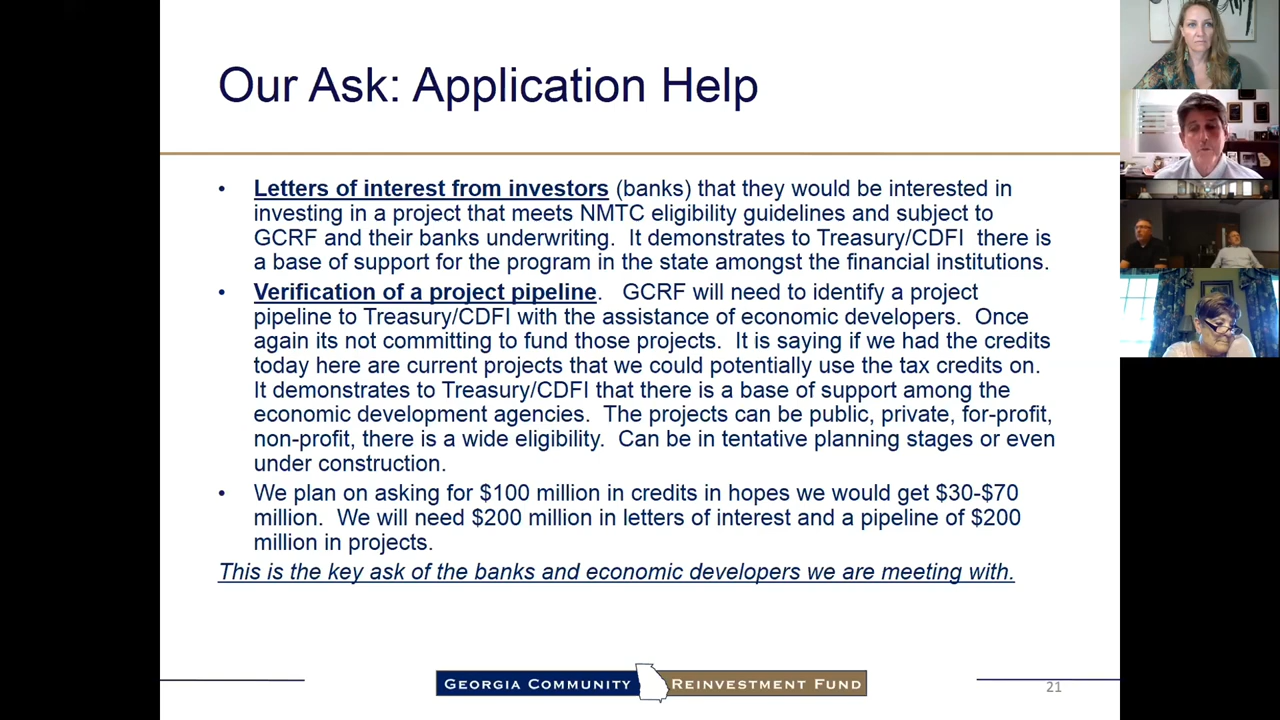 Our Ask: Application Help
• Letters of interest from investors (banks) that they would be interested in
investing in a project that meets NMTC eligibility guidelines and subject to
GCRF and their banks underwriting. It demonstrates to Treasury/CDFI there is
a base of support for the program in the state amongst the financial institutions.
• Verification of a project pipeline. GCRF will need to identify a project
pipeline to Treasury/CDFI with the assistance of economic developers. Once
again its not committing to fund those projects. It is saying if we had the credits
today here are current projects that we could potentially use the tax credits on.
It demonstrates to Treasury/CDFI that there is a base of support among the
economic development agencies. The projects can be public, private, for-profit,
non-profit, there is a wide eligibility. Can be in tentative planning stages or even
under construction.
• We plan on asking for $100 million in credits in hopes we would get $30-$70
million. We will need $200 million in letters of interest and a pipeline of $200
million in projects.
This is the key ask of the banks and economic developers we are meeting with.
GEORGIA COMMUNITY REINVESTMENT FUND
21